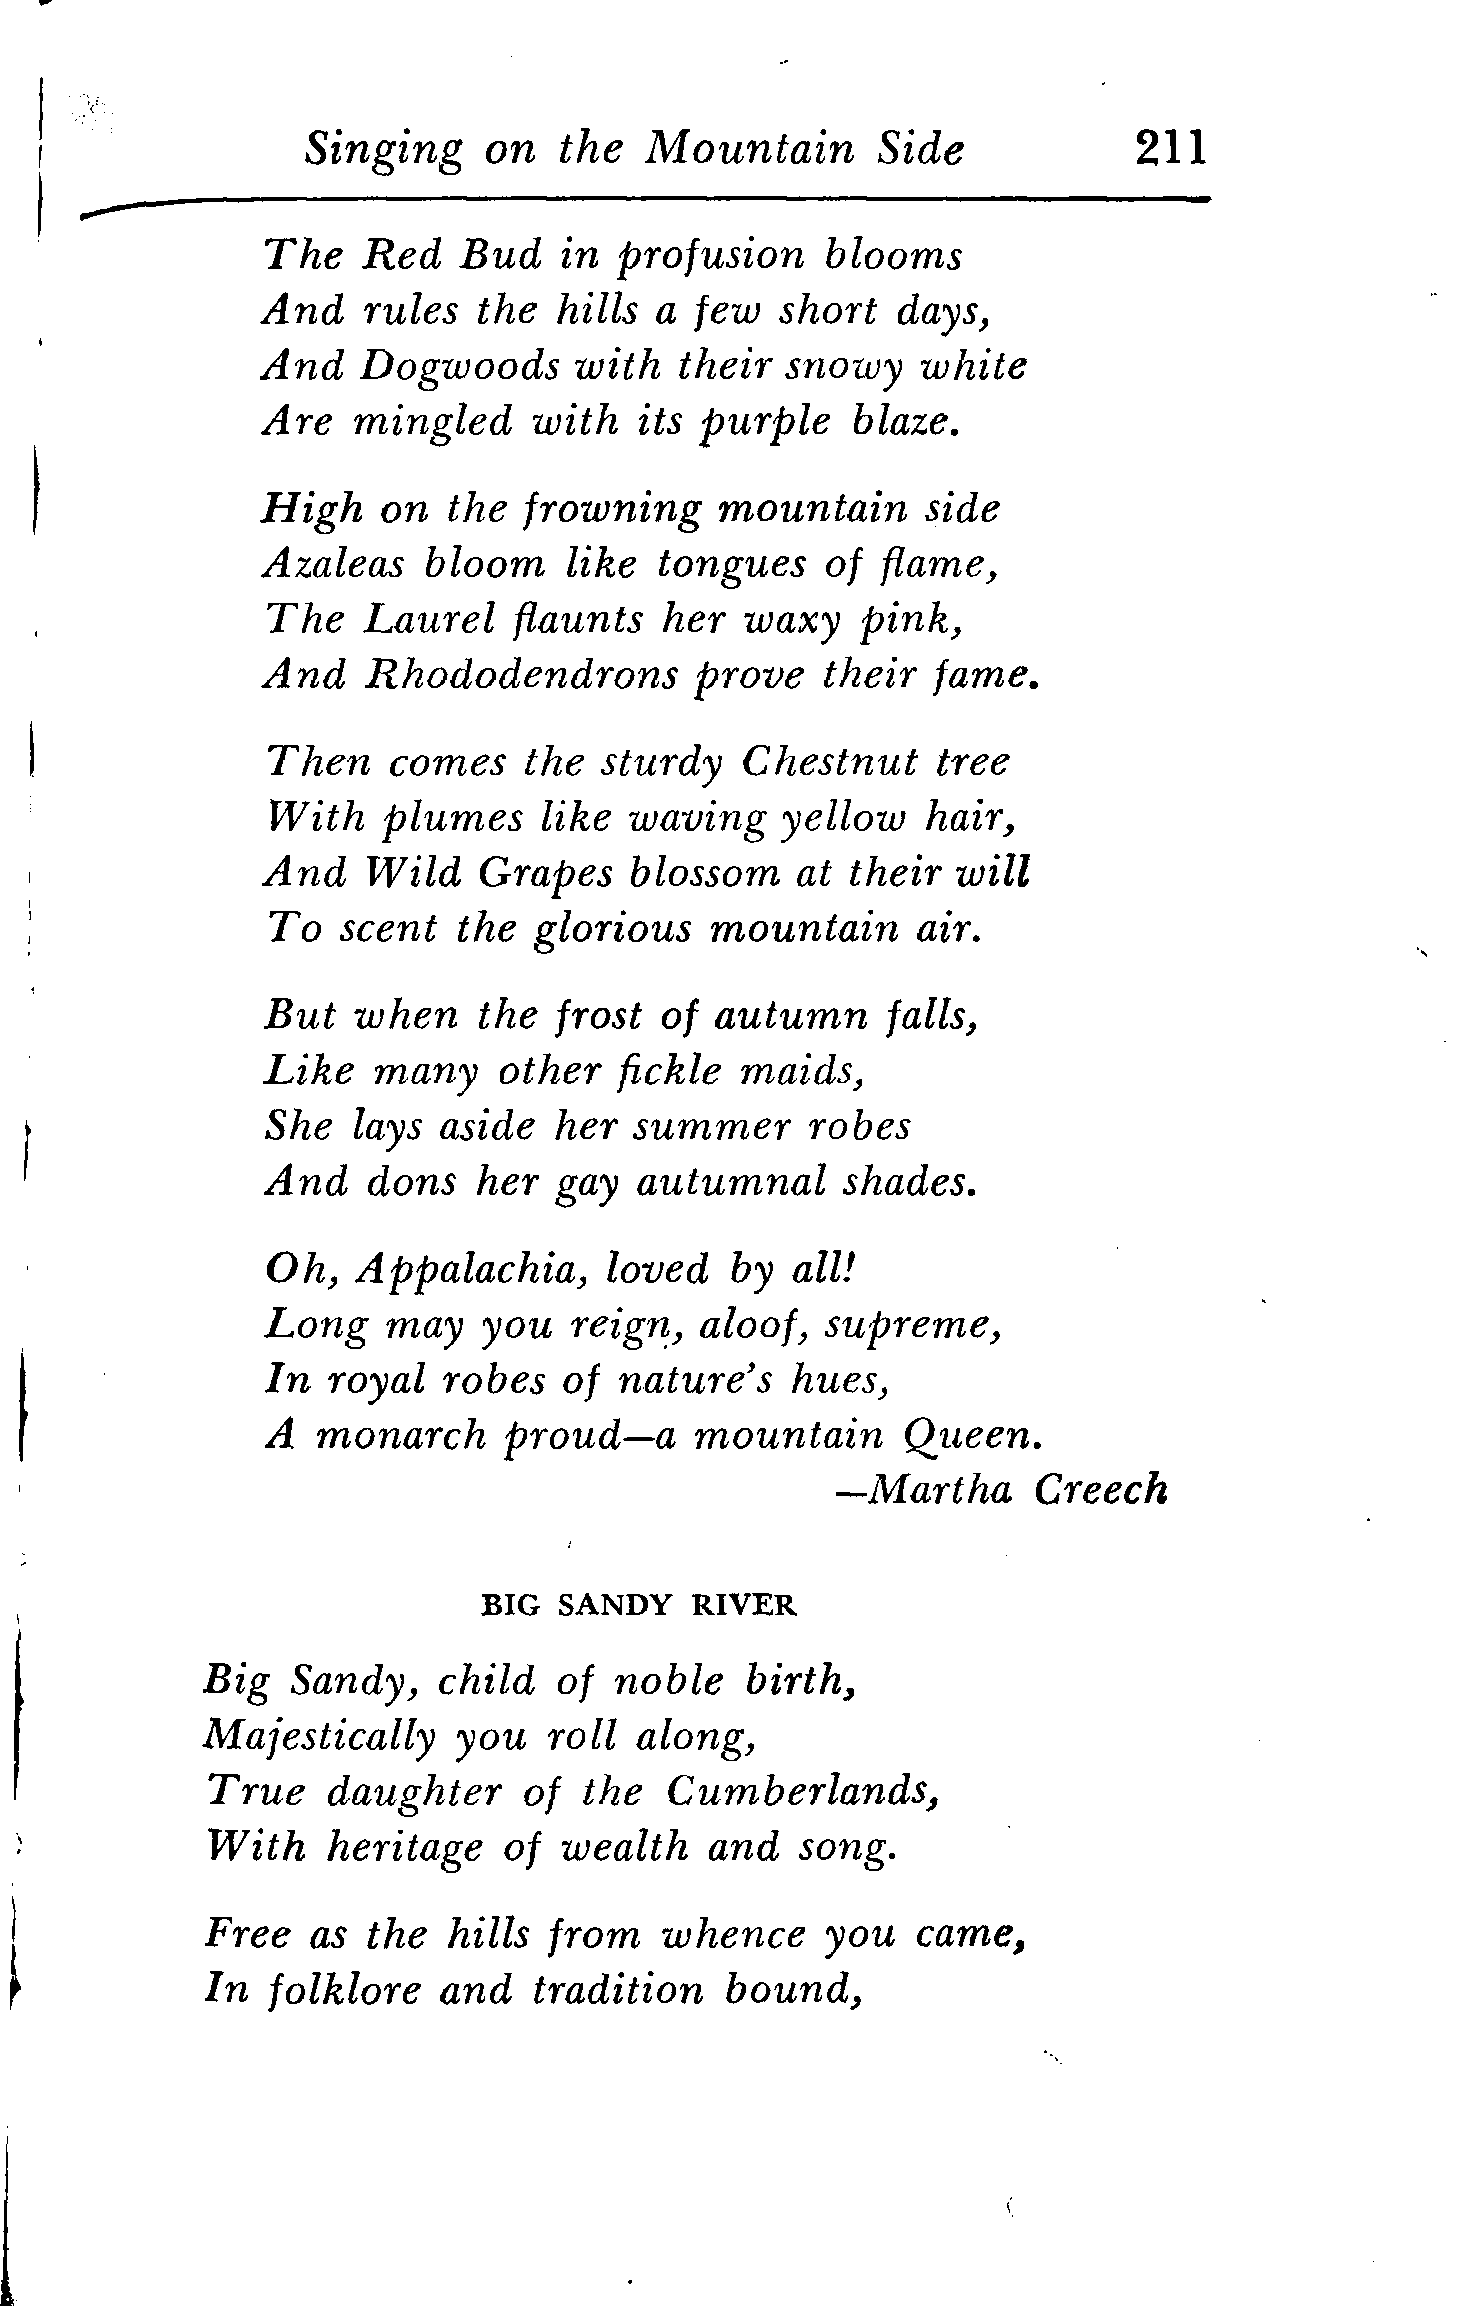 Singing on the Mountain Side 211
The Red Bud in profusion blooms
And rules the hills a few short days,
And Dogwoods with their snowy white
Are mingled with its purple blaze.
High on the frowning mountain side
Azaleas bloom like tongues of flame,
The Laurel flaunts her waxy pink,
And Rhododendrons prove their fame.
Then comes the sturdy Chestnut tree
With plumes like waving yellow hair,
And Wild Grapes blossom at their will
To scent the glorious mountain air.
But when the frost of autumn falls,
Like many other fickle maids,
She lays aside her summer robes
And dons her gay autumnal shades.
Oh, Appalachia, loved by all!
Long may you reign, aloof, supreme,
In royal robes of nature's hues,
A monarch proud—a mountain Queen.
—Martha Creech
BIG SANDY RIVER
Big Sandy, child of noble birth,
Majestically you roll along,
True daughter of the Cumberlands,
With heritage of wealth and song.
Free as the hills from whence you came,
In folklore and tradition bound,